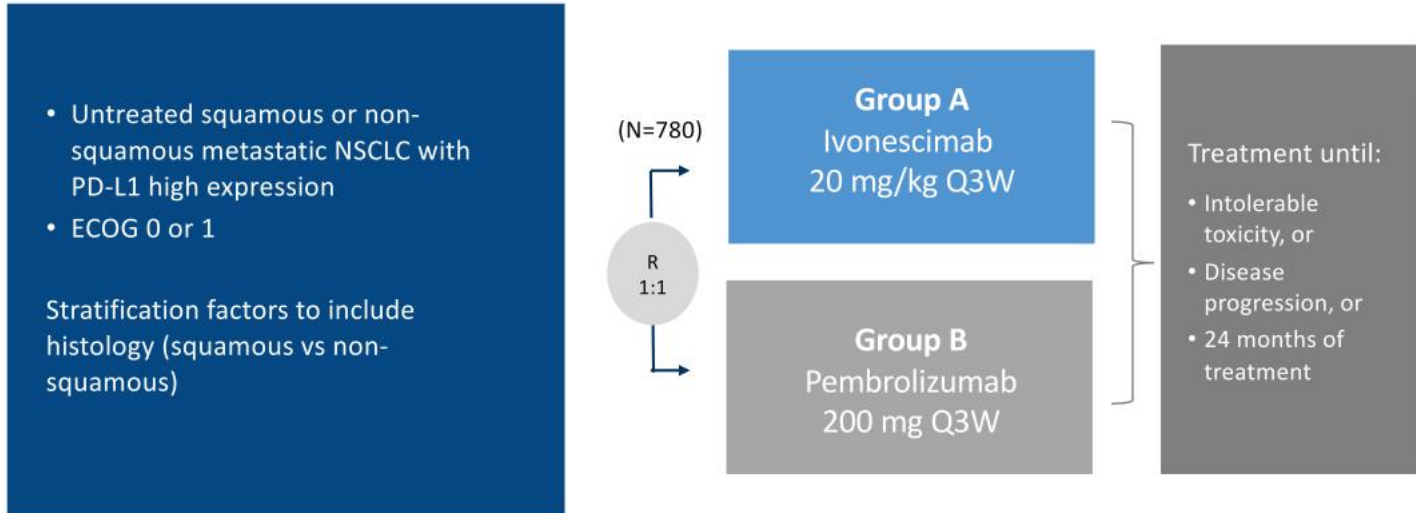 • Untreated squamous or non-
squamous metastatic NSCLC with
PD-L1 high expression
• ECOG 0 or 1
Stratification factors to include
histology (squamous vs non-
squamous)
(N=780)
R
1:1
Group A
Ivonescimab
20 mg/kg Q3W
Group B
Pembrolizumab
200 mg Q3W
Treatment until:
• Intolerable
toxicity, or
• Disease
progression, or
• 24 months of
treatment